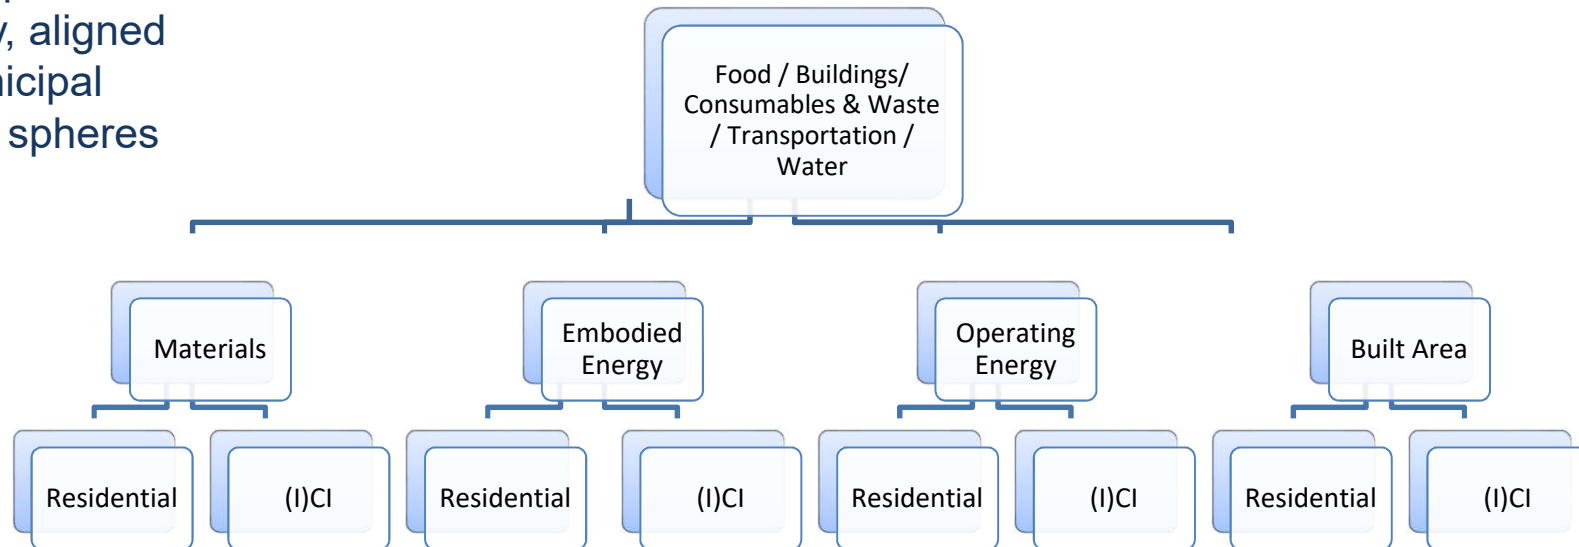 , aligned
spheres
Food / Buildings/
Consumables & Waste
/ Transportation /
Water
Materials
Embodied
Energy
Operating
Energy
Built Area
Residential
(I)CI
Residential
(I)CI
Residential
(I)CI
Residential
(I)CI